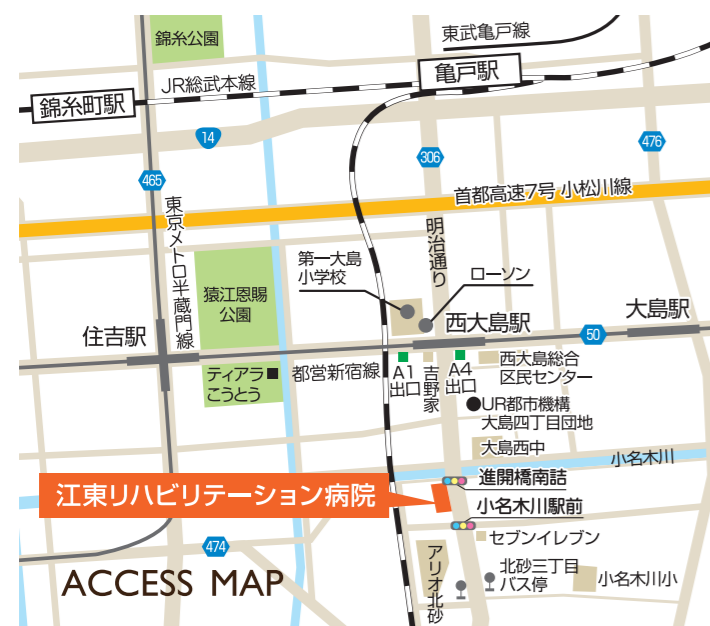 東武亀戸線
錦糸公園
亀戸駅
JR総武本線
錦糸町駅
14
306
476
465
首都高速7号 小松川線
東京メトロ半蔵門線
明治通り
第一大島
小学校
ローソン
猿江恩賜
公園
西大島駅
大島駅
住吉駅
50
ティアラ
こうとう
都営新宿線
A1
出口
吉野家
A4
出口
西大島総合
区民センター
UR都市機構
大島四丁目団地
大島西中
小名木川
進開橋南詰
江東リハビリテーション病院
小名木川駅前
セブンイレブン
474
アリオ北砂
北砂三丁目
バス停
小名木川小
ACCESS MAP